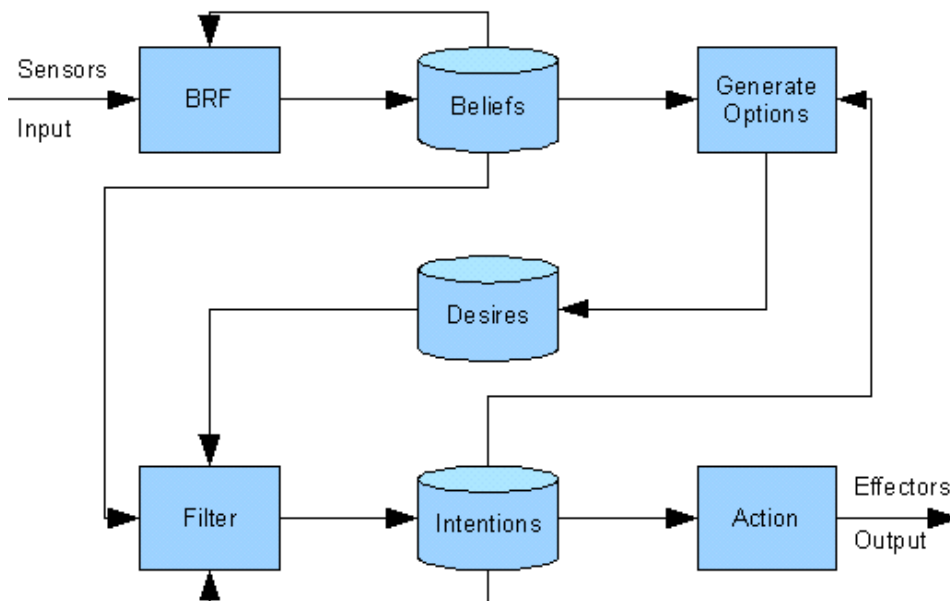 Sensors
Input
BRF
Beliefs
Generate
Options
Desires
Filter
Intentions
Action
Effectors
Output